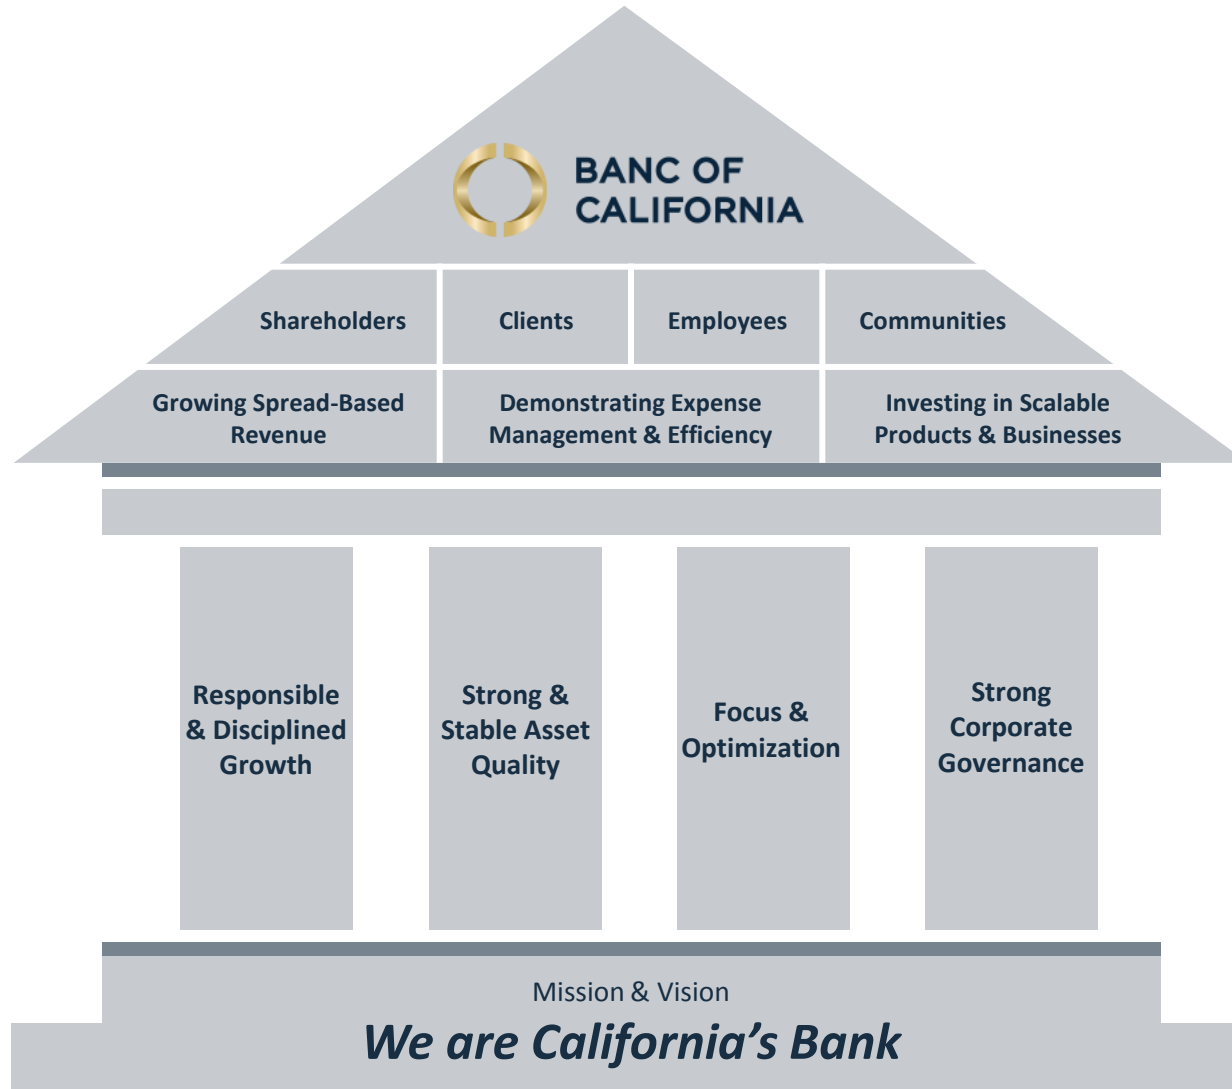 BANC OF
CALIFORNIA
Shareholders
Clients
Employees
Communities
Growing Spread-Based
Revenue
Demonstrating Expense
Management & Efficiency
Investing in Scalable
Products & Businesses
Responsible
& Disciplined
Growth
Strong &
Stable Asset
Quality
Focus &
Optimization
Strong
Corporate
Governance
Mission & Vision
We are California’s Bank